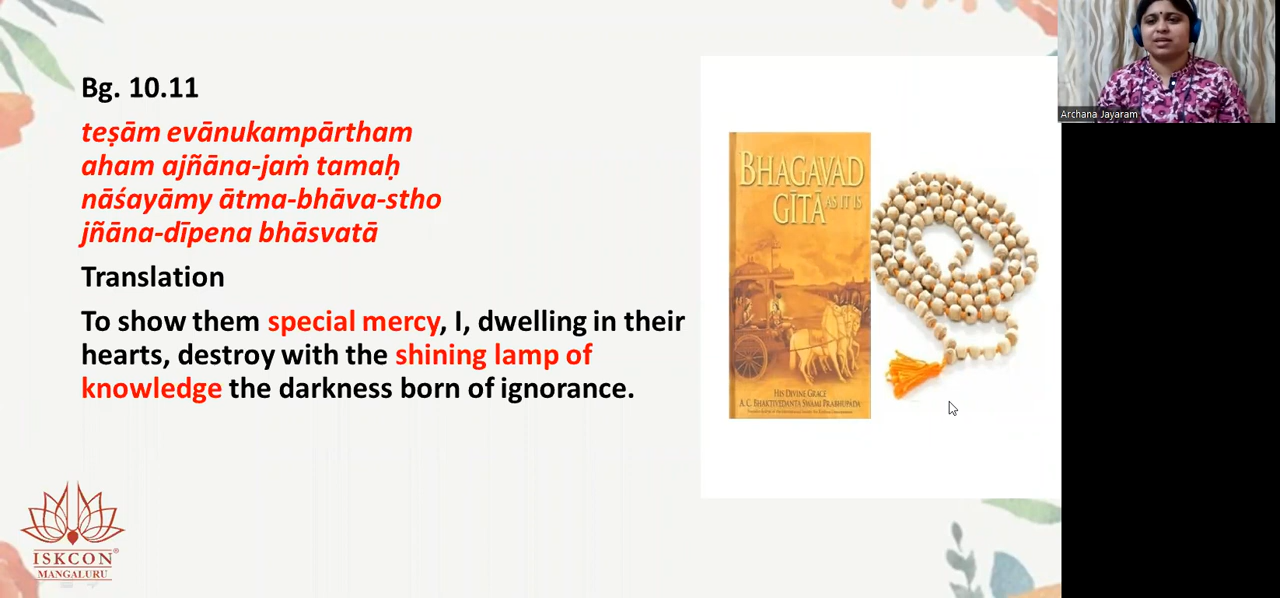 Bg. 10.11
teṣām evānukampārtham
aham ajñāna-jaṁ tamaḥ
nāśayāmy ātma-bhāva-stho
jñāna-dīpena bhāsvatā
Translation
To show them special mercy, I, dwelling in their
hearts, destroy with the shining lamp of
knowledge the darkness born of ignorance.
BHAGAVAD
GĪTĀ AS IT IS
HIS DIVINE GRACE
A.C. BHAKTIVEDANTA SWAMI PRABHUPĀDA
Archana Jayaram
ISKCON®
MANGALURU